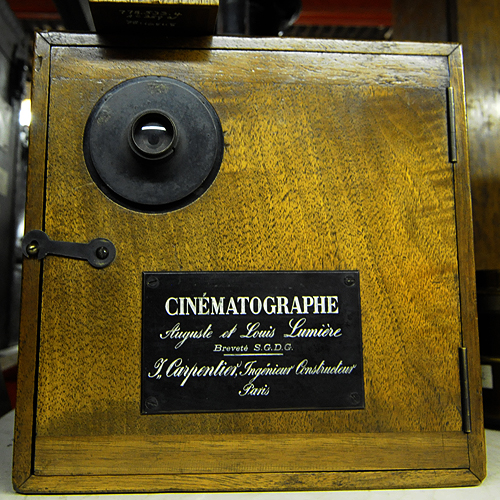 CINÉMATOGRAPHE
Auguste et Louis Lumière
Breveté S.G.D.G.
J. Carpentier, Ingénieur Constructeur
Paris